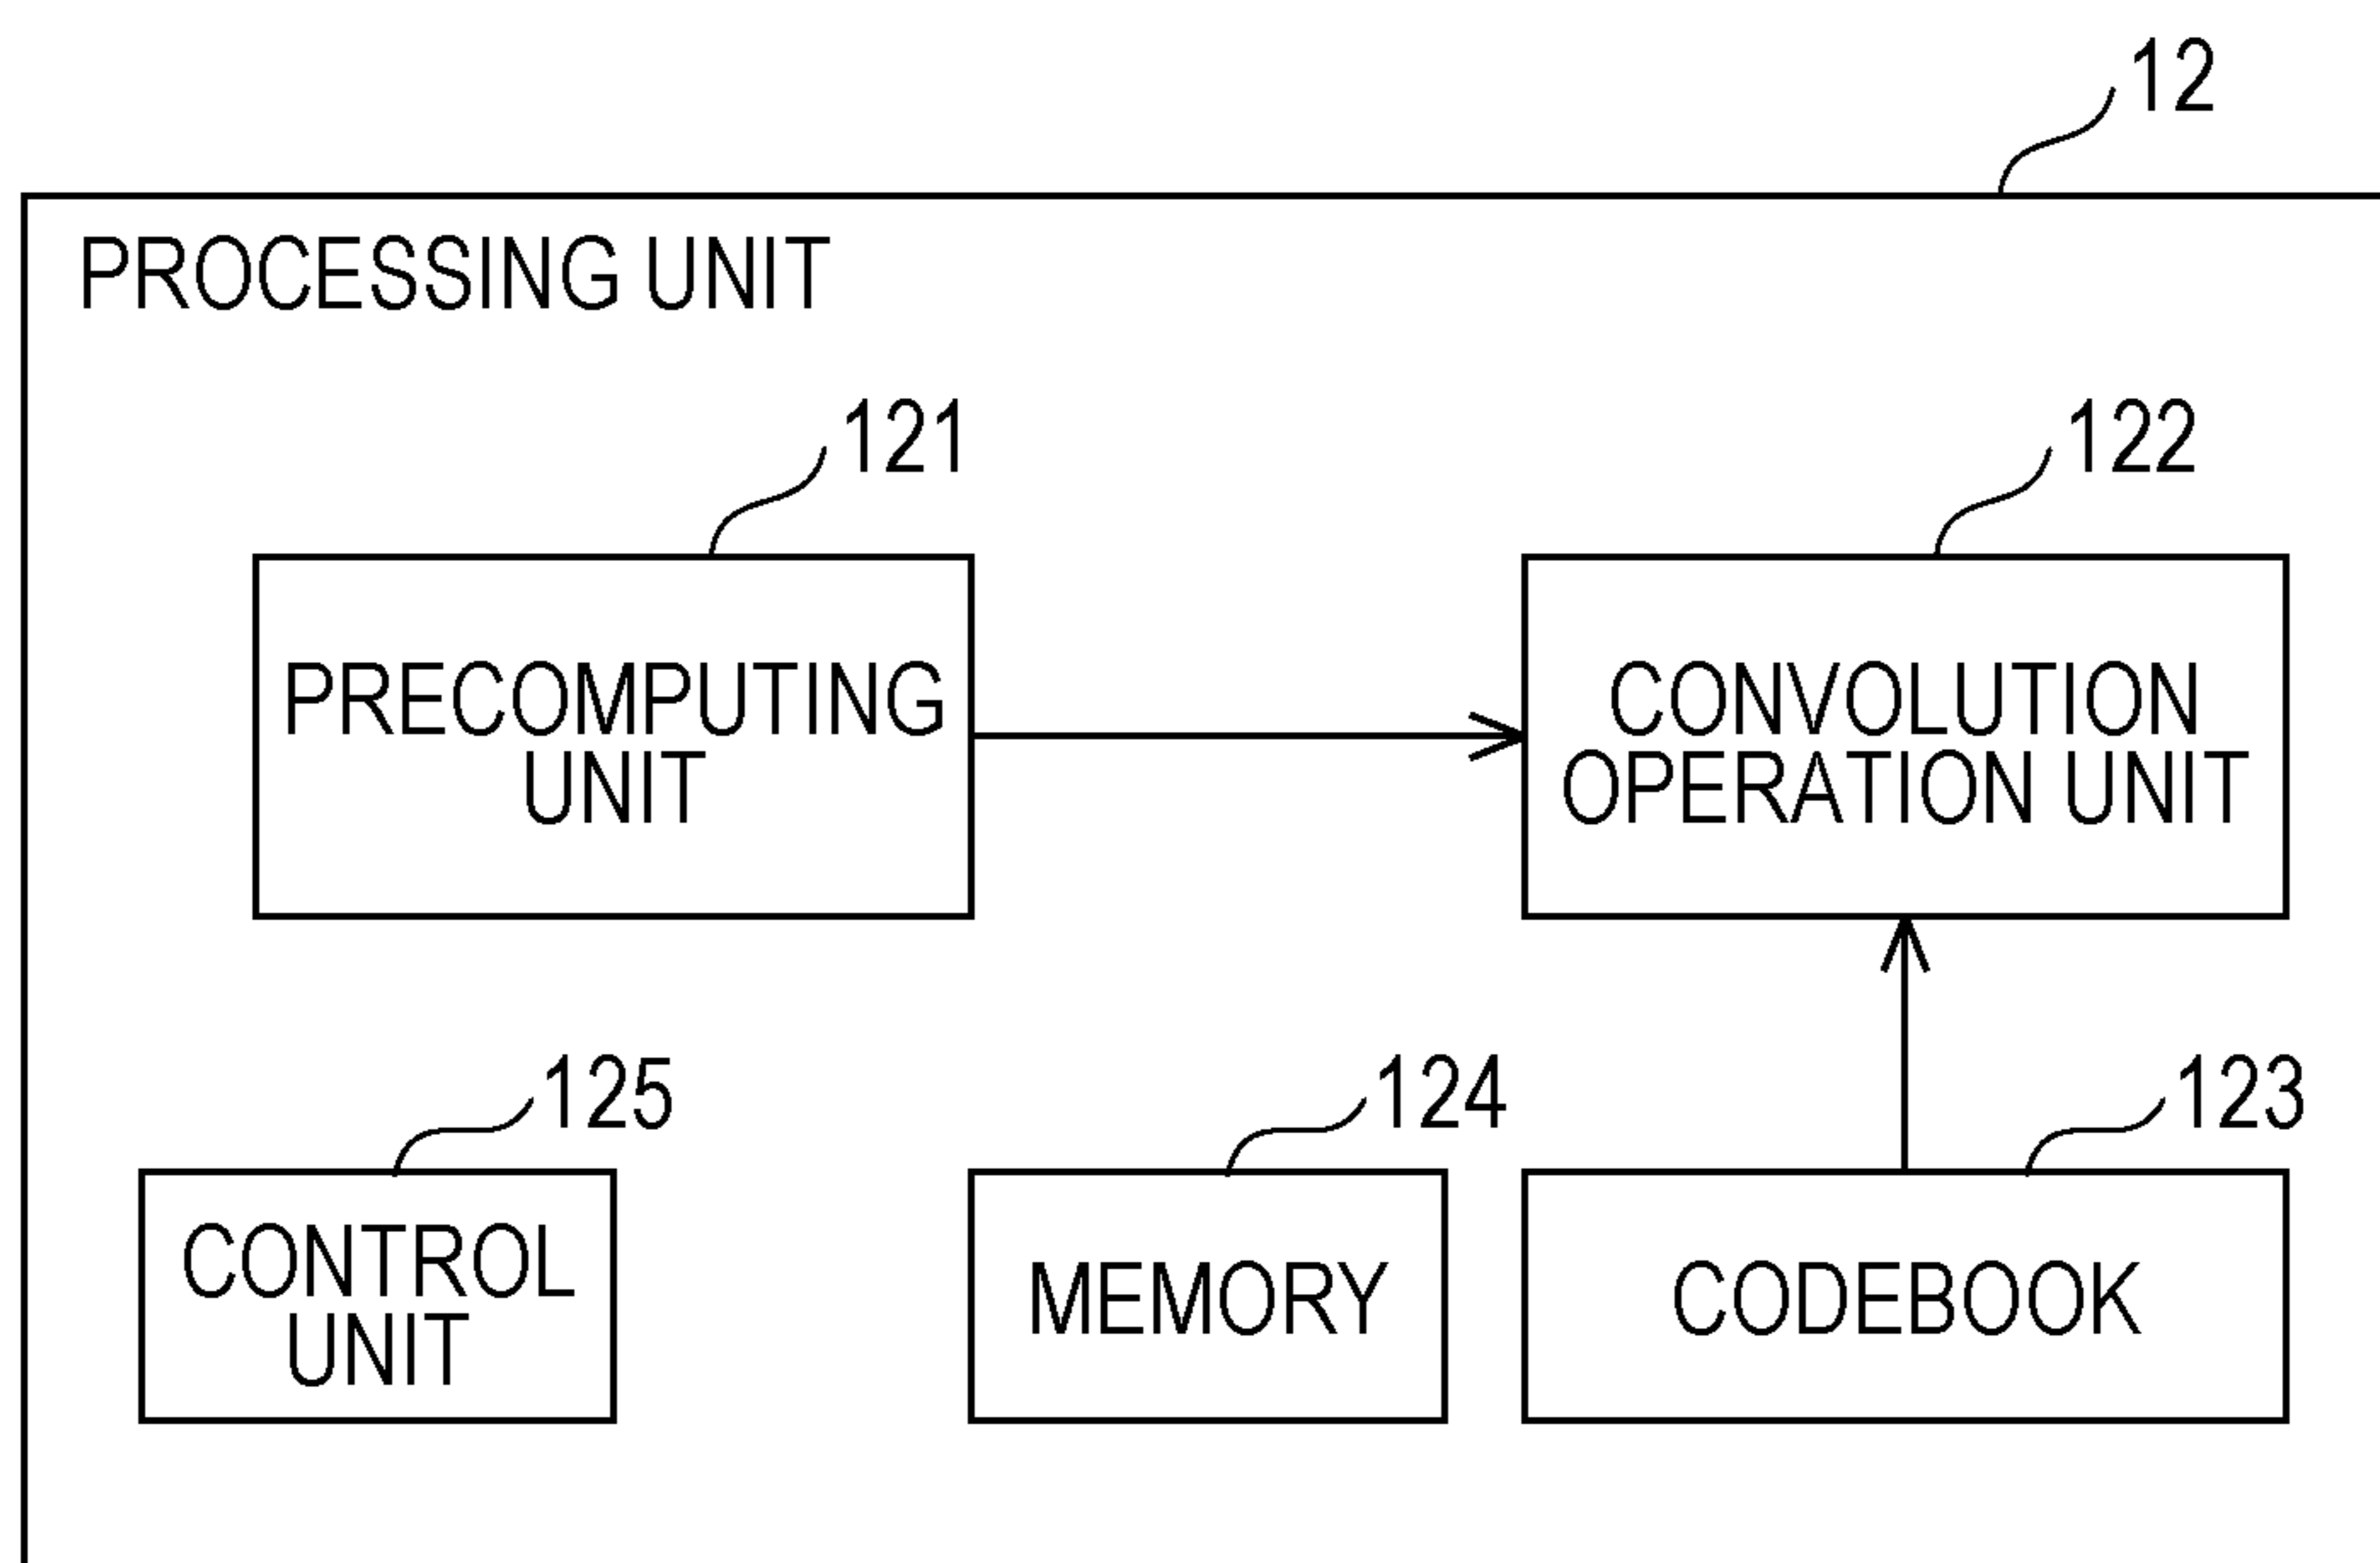 12
PROCESSING UNIT
121
122
PRECOMPUTING
UNIT
CONVOLUTION
OPERATION UNIT
125
124
123
CONTROL
UNIT
MEMORY
CODEBOOK